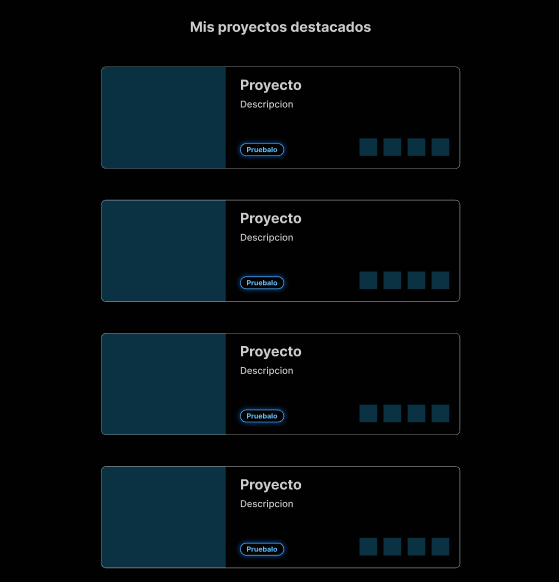 Mis proyectos destacados
Proyecto
Descripcion
Pruebalo
Proyecto
Descripcion
Pruebalo
Proyecto
Descripcion
Pruebalo
Proyecto
Descripcion
Pruebalo